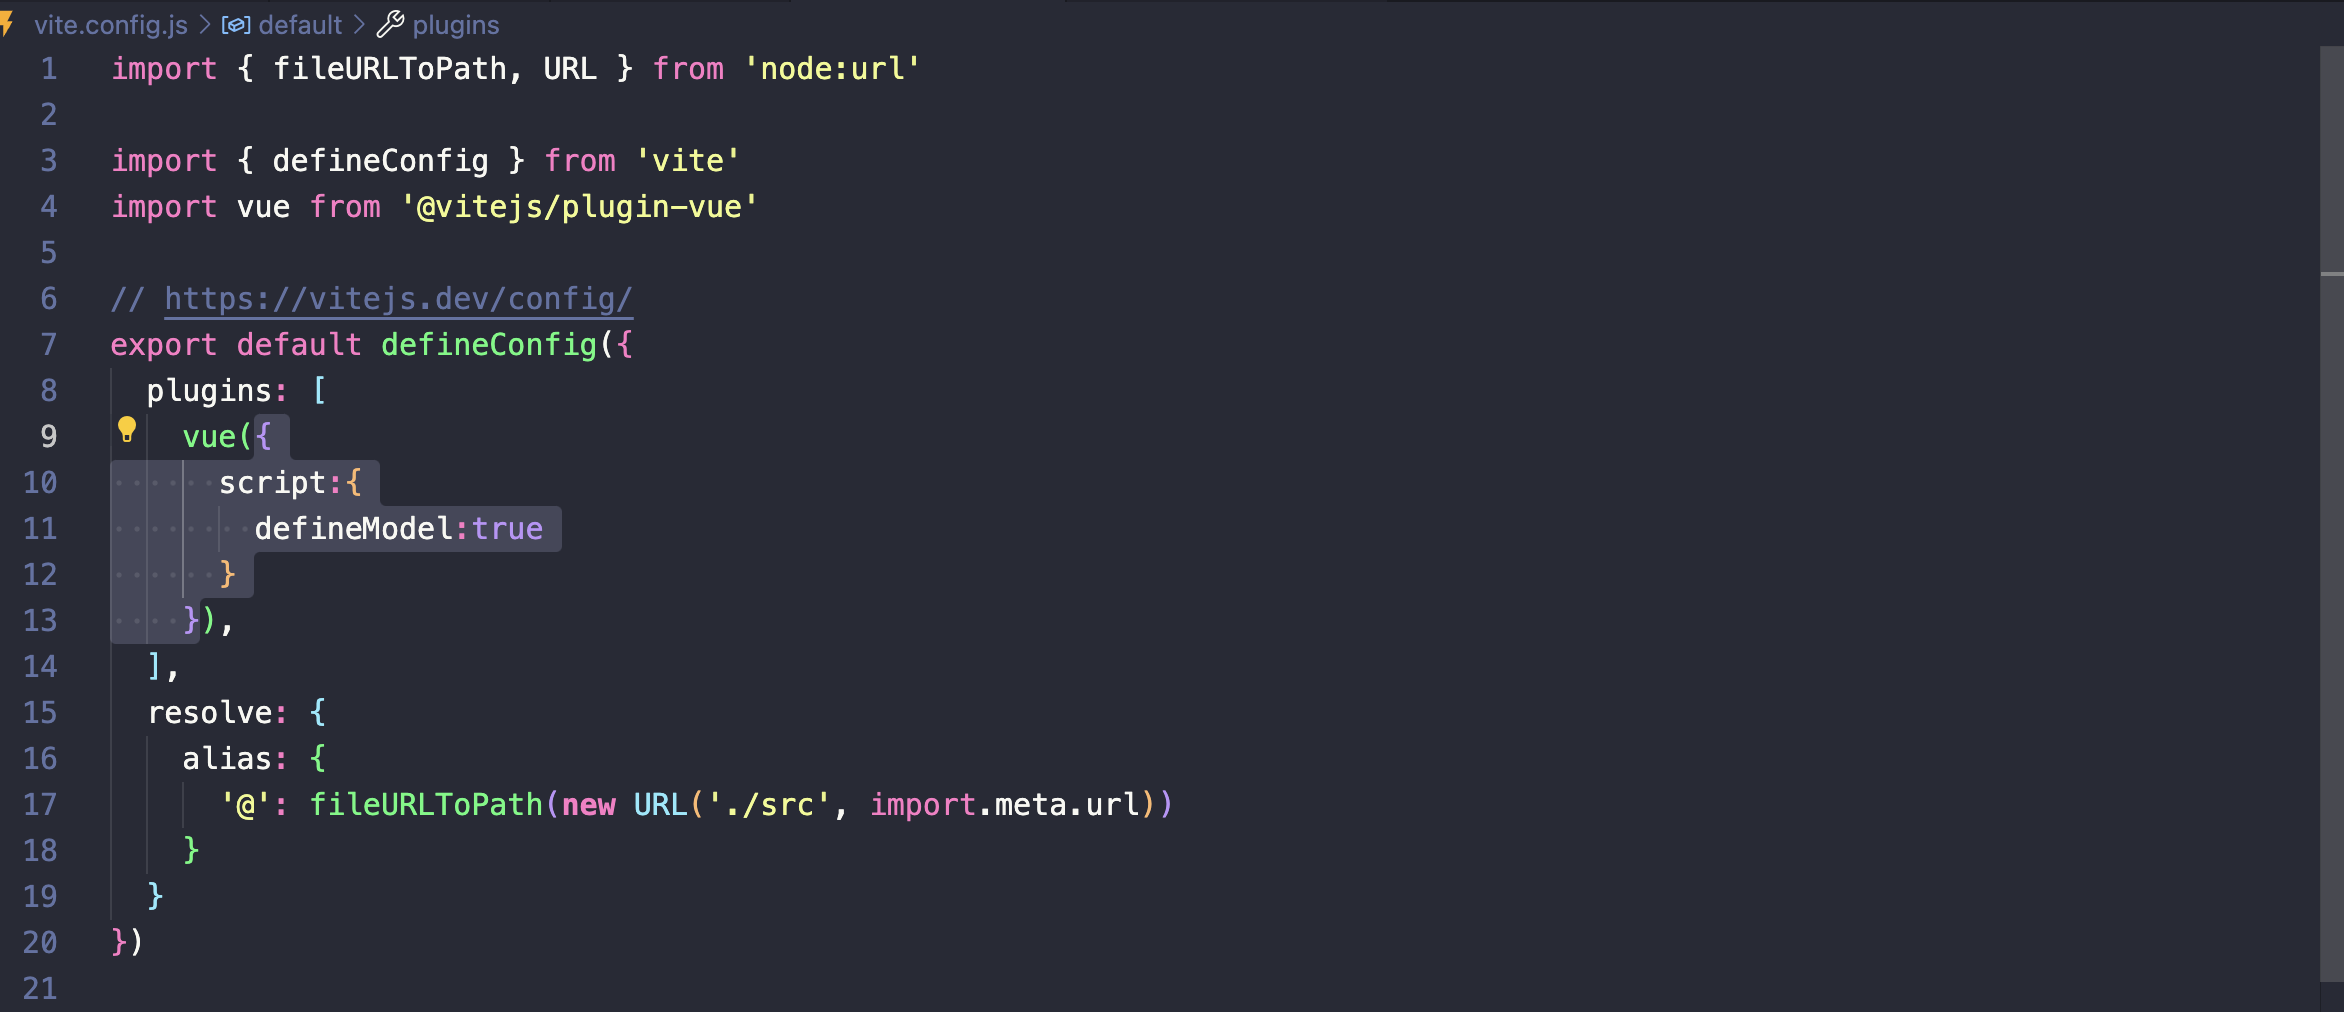 vite.config.js > default > plugins
1 import { fileURLToPath, URL } from 'node:url'
2
3 import { defineConfig } from 'vite'
4 import vue from '@vitejs/plugin-vue'
5
6 // https://vitejs.dev/config/
7 export default defineConfig({
8   plugins: [
9     vue({
10       script:{
11         defineModel:true
12       }
13     }),
14   ],
15   resolve: {
16     alias: {
17       '@': fileURLToPath(new URL('./src', import.meta.url))
18     }
19   }
20 })
21